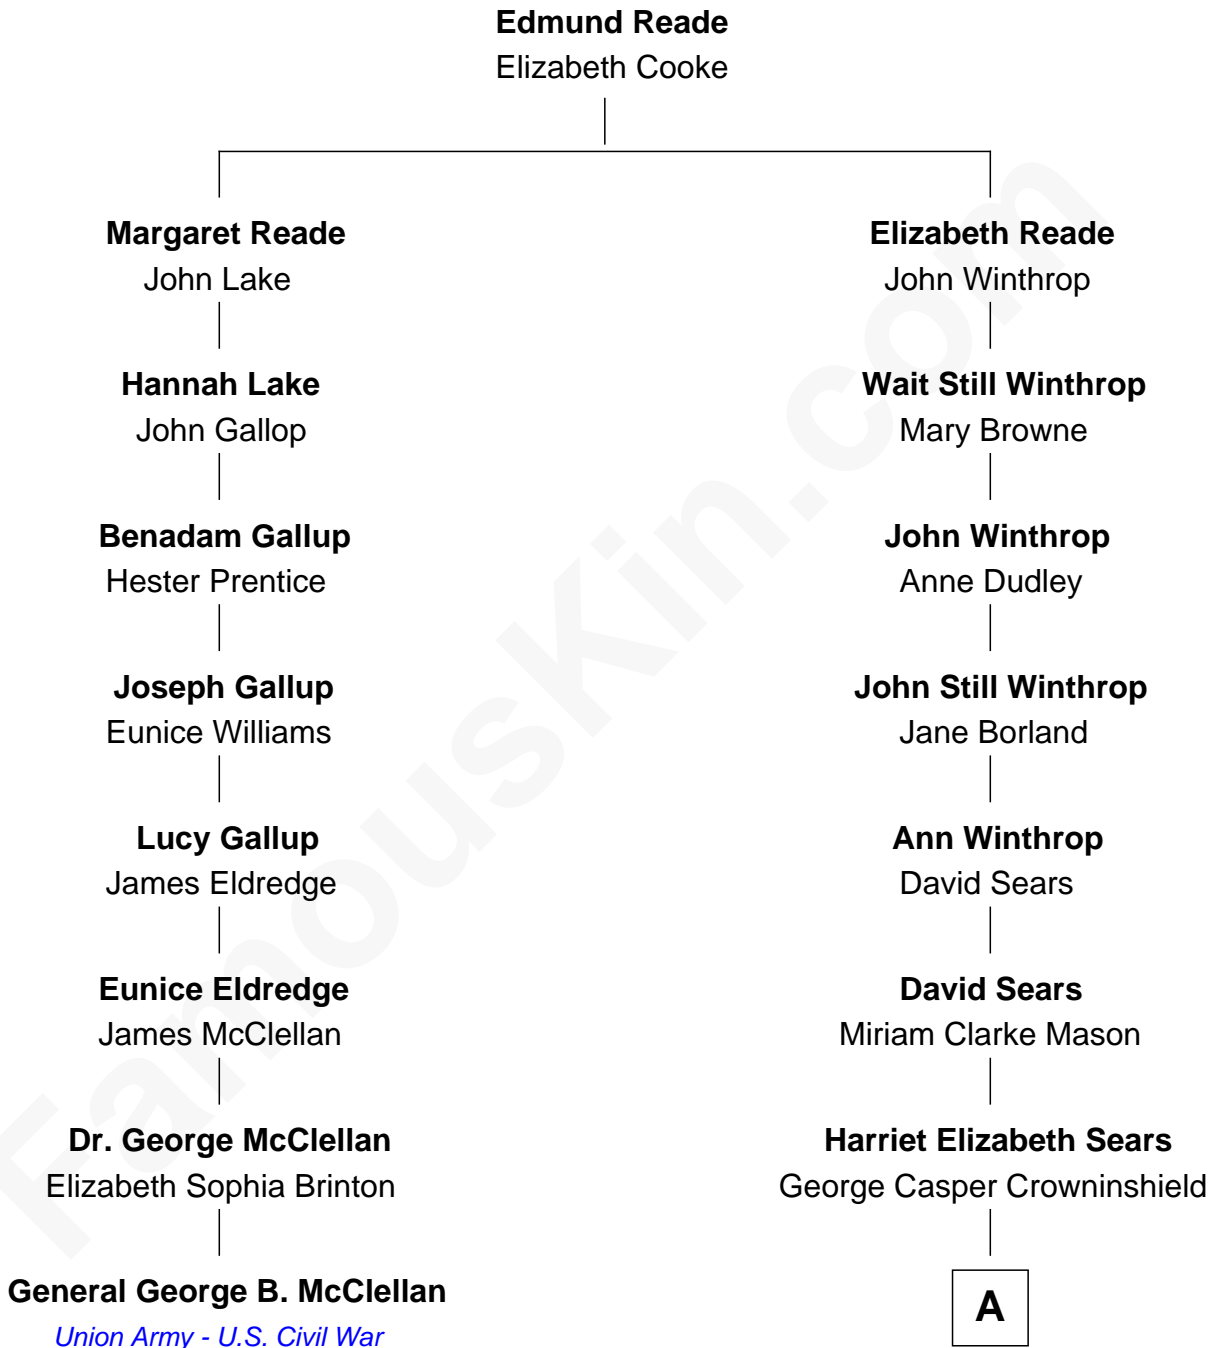 Edmund Reade
Elizabeth Cooke
Margaret Reade
John Lake
Elizabeth Reade
John Winthrop
Hannah Lake
John Gallop
Wait Still Winthrop
Mary Browne
Benadam Gallup
Hester Prentice
John Winthrop
Anne Dudley
Joseph Gallup
Eunice Williams
John Still Winthrop
Jane Borland
Lucy Gallup
James Eldredge
Ann Winthrop
David Sears
Eunice Eldredge
James McClellan
David Sears
Miriam Clarke Mason
Dr. George McClellan
Elizabeth Sophia Brinton
Harriet Elizabeth Sears
George Casper Crowninshield
General George B. McClellan
Union Army - U.S. Civil War
A
FamousKin.com